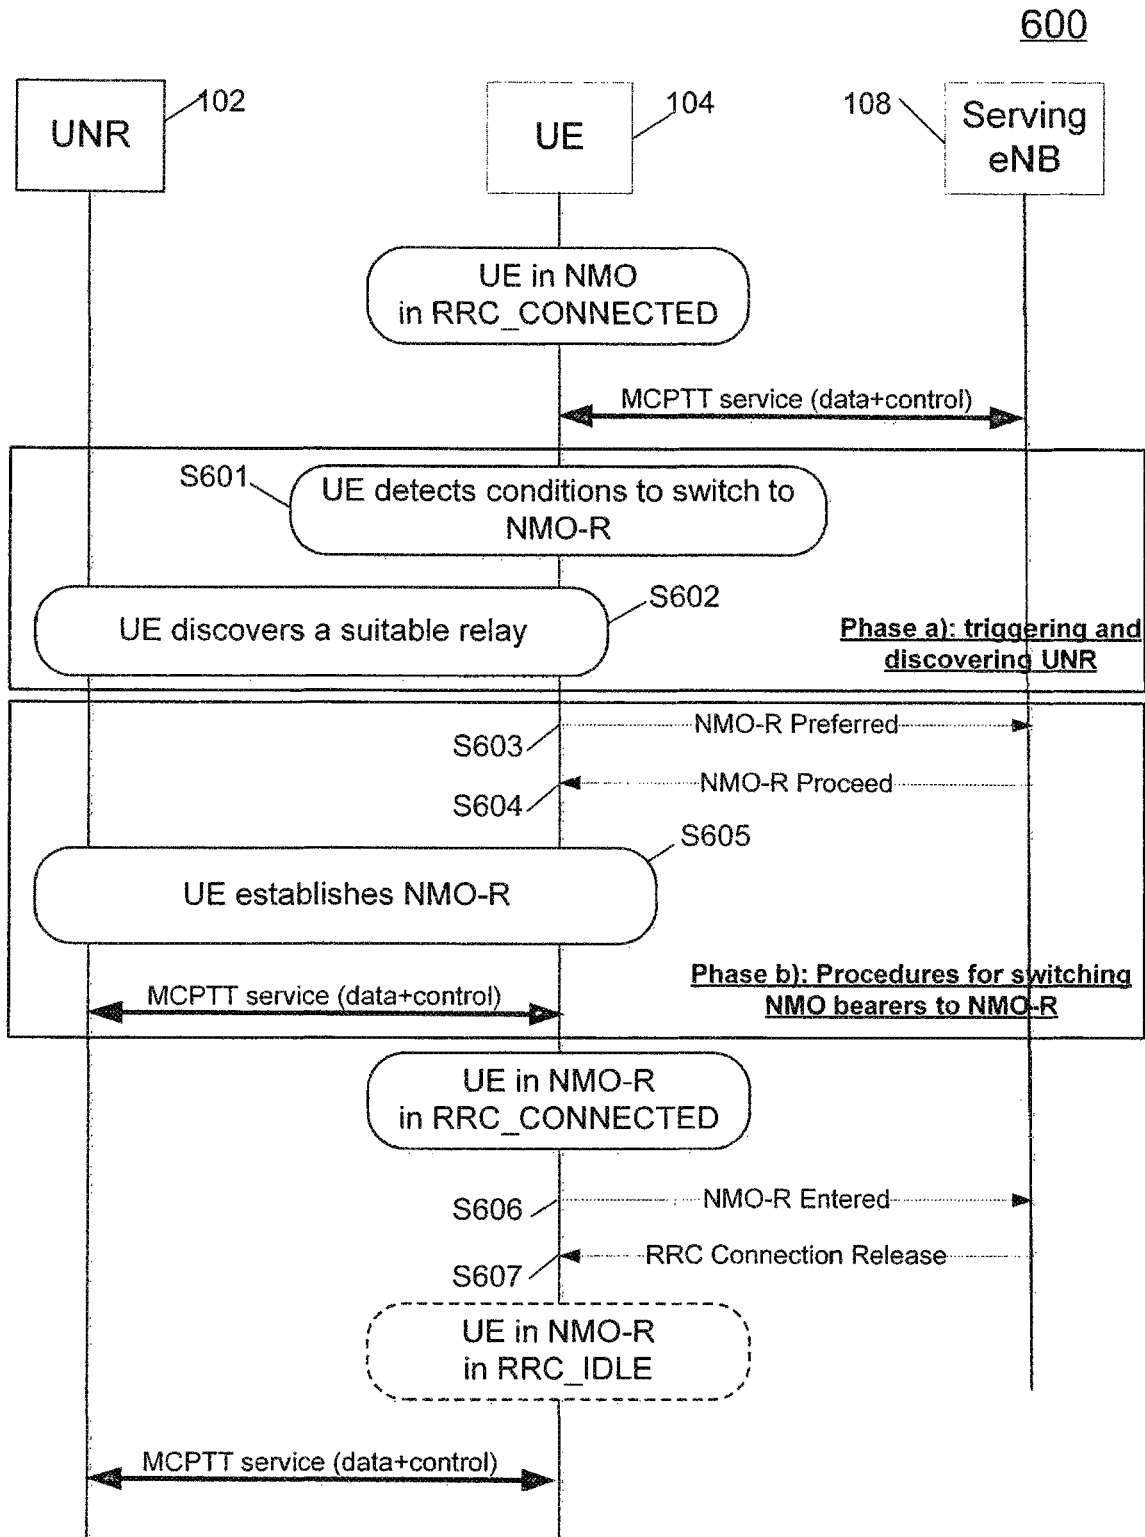 600
102
104
108
UNR
UE
Serving
eNB
UE in NMO
in RRC_CONNECTED
MCPTT service (data+control)
S601
UE detects conditions to switch to
NMO-R
S602
UE discovers a suitable relay
Phase a): triggering and
discovering UNR
NMO-R Preferred
S603
NMO-R Proceed
S604
S605
UE establishes NMO-R
Phase b): Procedures for switching
NMO bearers to NMO-R
MCPTT service (data+control)
UE in NMO-R
in RRC_CONNECTED
NMO-R Entered
S606
RRC Connection Release
S607
UE in NMO-R
in RRC_IDLE
MCPTT service (data+control)